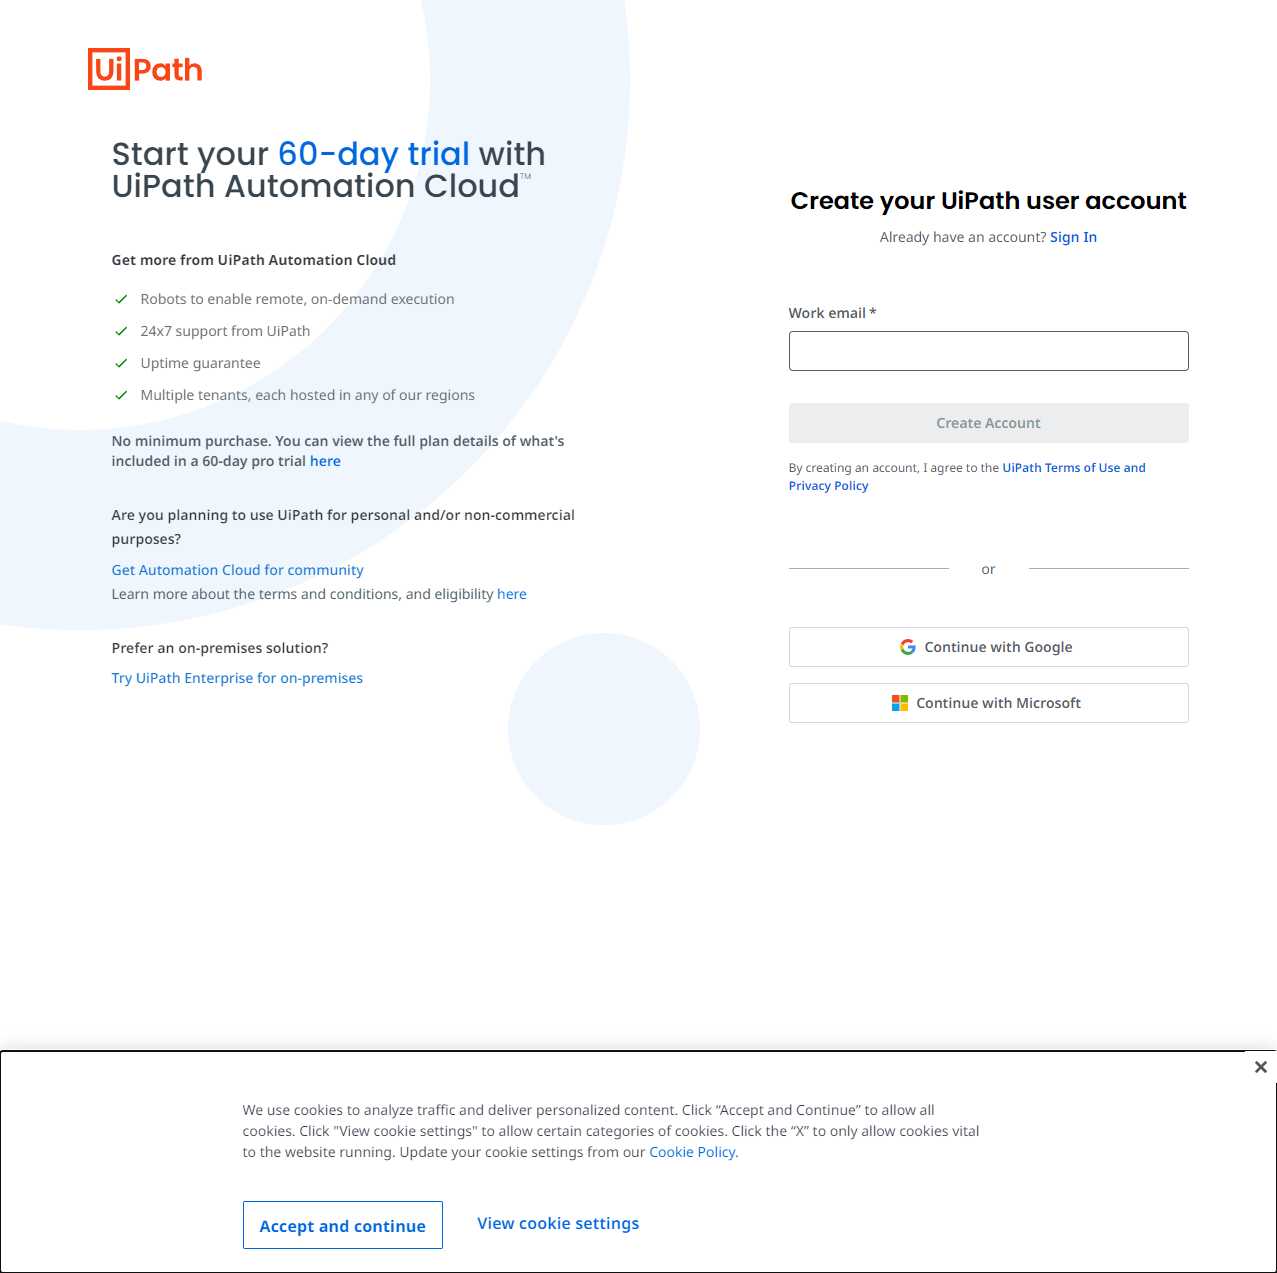 UiPath
Start your 60-day trial with
UiPath Automation Cloud™
Get more from UiPath Automation Cloud
Robots to enable remote, on-demand execution
24x7 support from UiPath
Uptime guarantee
Multiple tenants, each hosted in any of our regions
No minimum purchase. You can view the full plan details of what's
included in a 60-day pro trial here
Are you planning to use UiPath for personal and/or non-commercial
purposes?
Get Automation Cloud for community
Learn more about the terms and conditions, and eligibility here
Prefer an on-premises solution?
Try UiPath Enterprise for on-premises
Create your UiPath user account
Already have an account? Sign In
Work email *
Create Account
By creating an account, I agree to the UiPath Terms of Use and
Privacy Policy
or
Continue with Google
Continue with Microsoft
We use cookies to analyze traffic and deliver personalized content. Click “Accept and Continue” to allow all
cookies. Click "View cookie settings" to allow certain categories of cookies. Click the “X” to only allow cookies vital
to the website running. Update your cookie settings from our Cookie Policy.
Accept and continue
View cookie settings